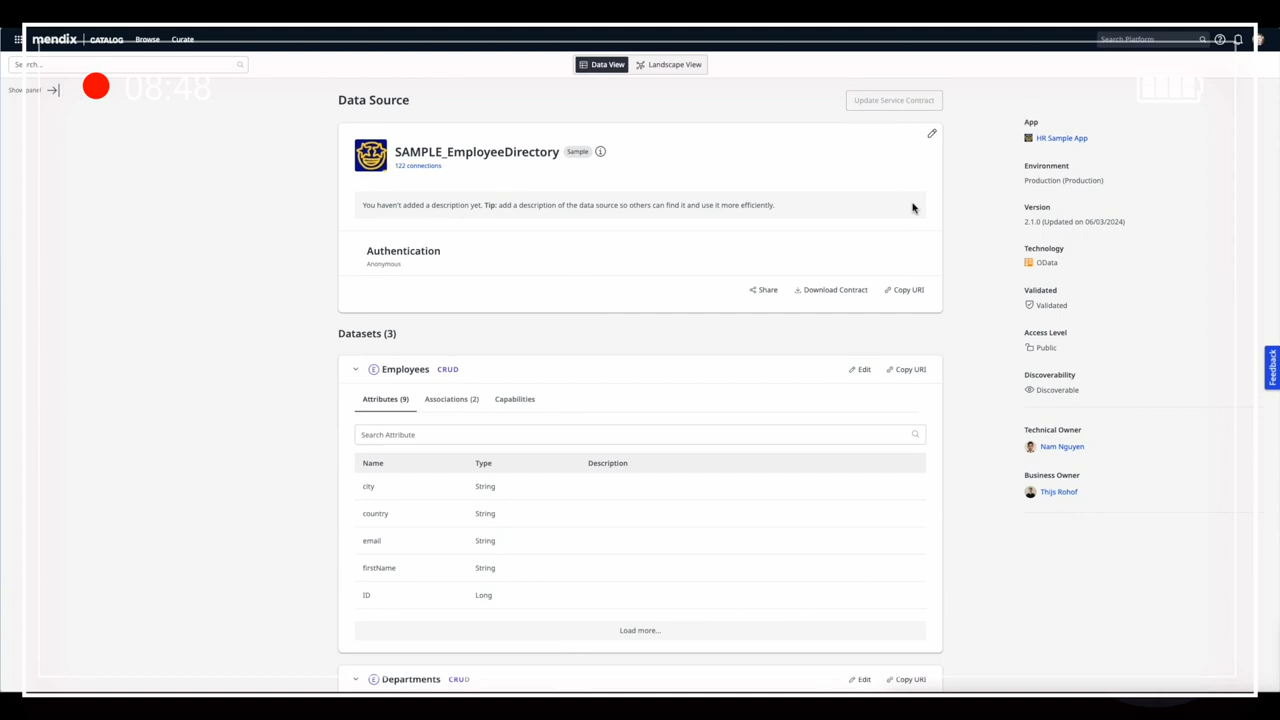 mendix CATALOG Browse Curate Search Platform
Search... Data View Landscape View
Show panel
08:48
Data Source Update Service Contract
SAMPLE_EmployeeDirectory Sample
122 connections
You haven't added a description yet. Tip: add a description of the data source so others can find it and use it more efficiently.
Authentication
Anonymous
Share Download Contract Copy URI
Datasets (3)
Employees CRUD Edit Copy URI
Attributes (9) Associations (2) Capabilities
Search Attribute
Name Type Description
city String
country String
email String
firstName String
ID Long
Load more...
Departments CRUD Edit Copy URI
App
HR Sample App
Environment
Production (Production)
Version
2.1.0 (Updated on 06/03/2024)
Technology
OData
Validated
Validated
Access Level
Public
Discoverability
Discoverable
Technical Owner
Nam Nguyen
Business Owner
Thijs Rohof
Feedback